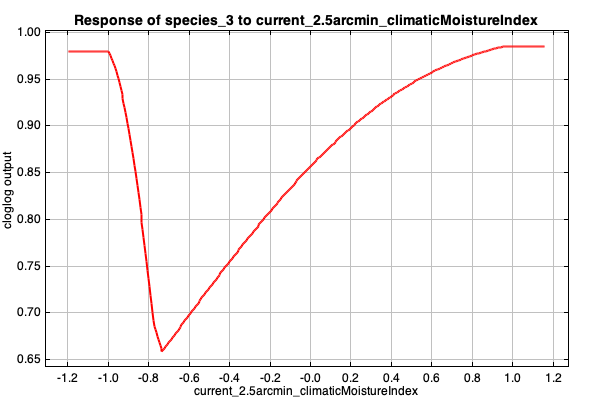 Response of species_3 to current_2.5arcmin_climaticMoistureIndex
1.00
0.95
0.90
0.85
0.80
0.75
0.70
0.65
cloglog output
-1.2 -1.0 -0.8 -0.6 -0.4 -0.2 -0.0 0.2 0.4 0.6 0.8 1.0 1.2
current_2.5arcmin_climaticMoistureIndex